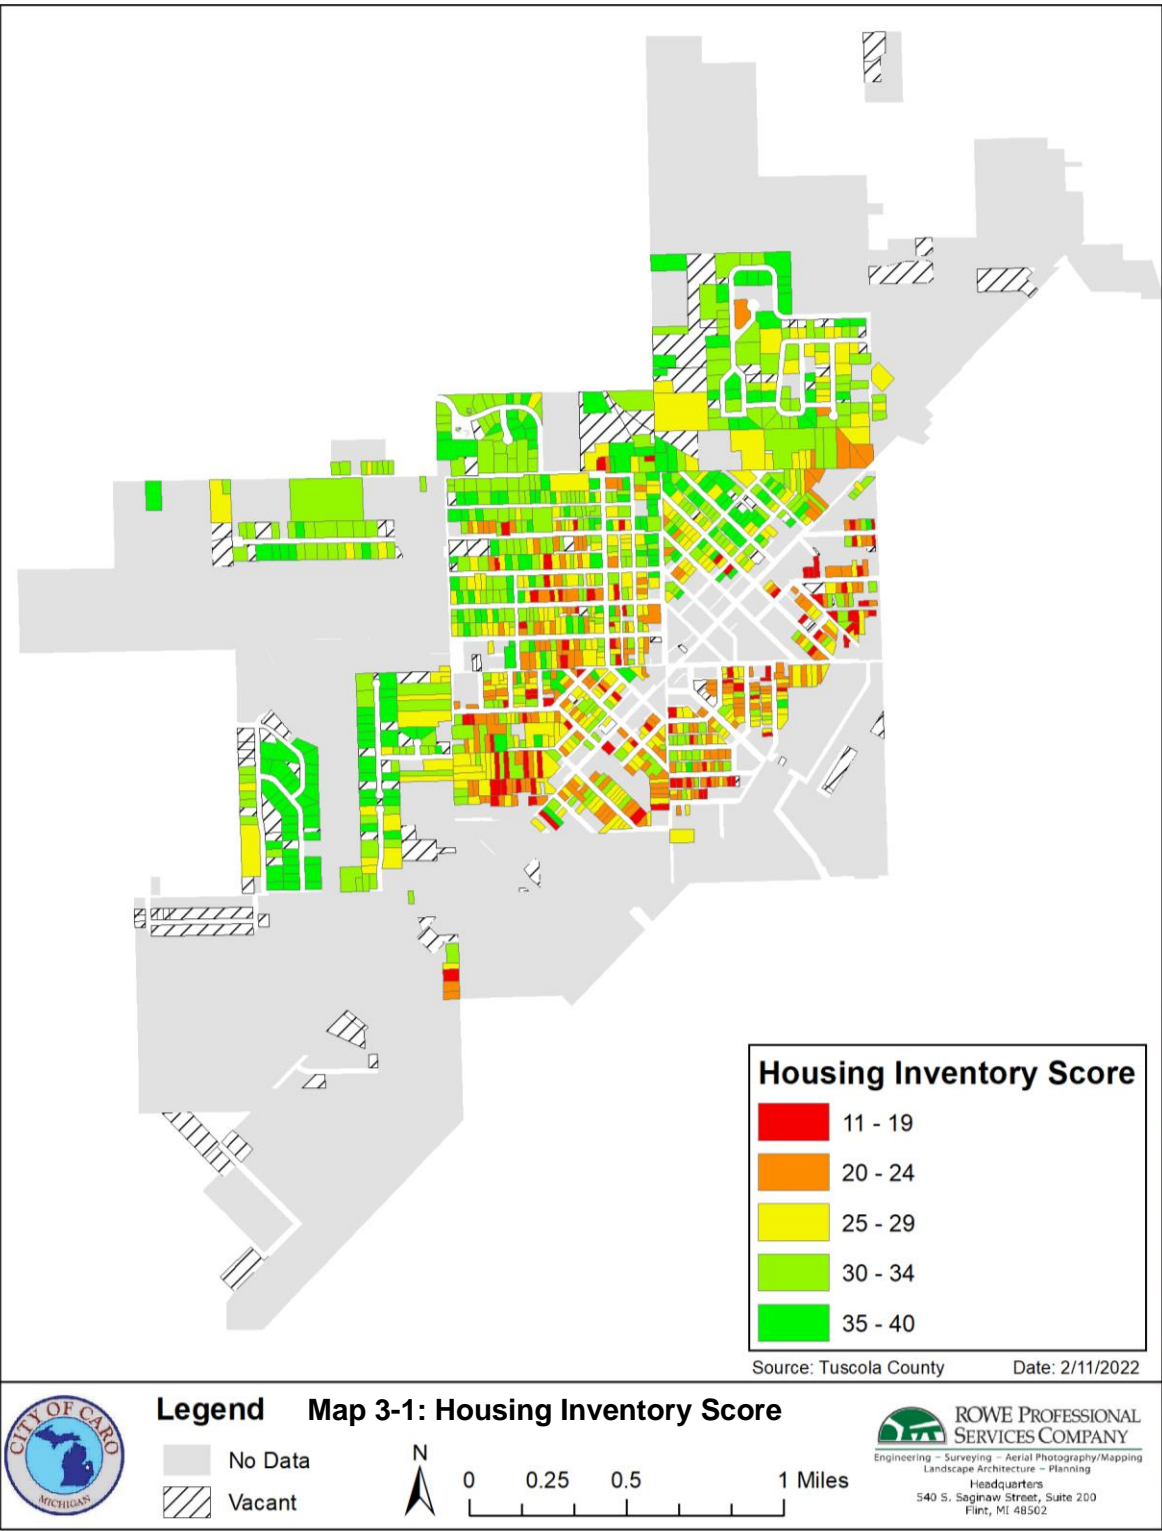 Housing Inventory Score
11 - 19
20 - 24
25 - 29
30 - 34
35 - 40
Source: Tuscola County
Date: 2/11/2022
CITY OF CARO
MICHIGAN
Legend
No Data
Vacant
Map 3-1: Housing Inventory Score
N
0 0.25 0.5 1 Miles
ROWE PROFESSIONAL
SERVICES COMPANY
Engineering – Surveying – Aerial Photography/Mapping
Landscape Architecture – Planning
Headquarters
540 S. Saginaw Street, Suite 200
Flint, MI 48502